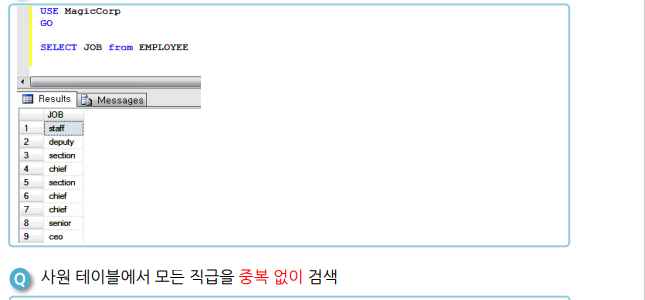 USE MagicCorp
GO
SELECT JOB from EMPLOYEE
Results Messages
JOB
1 staff
2 deputy
3 section
4 chief
5 section
6 chief
7 chief
8 senior
9 ceo
Q 사원 테이블에서 모든 직급을 중복 없이 검색